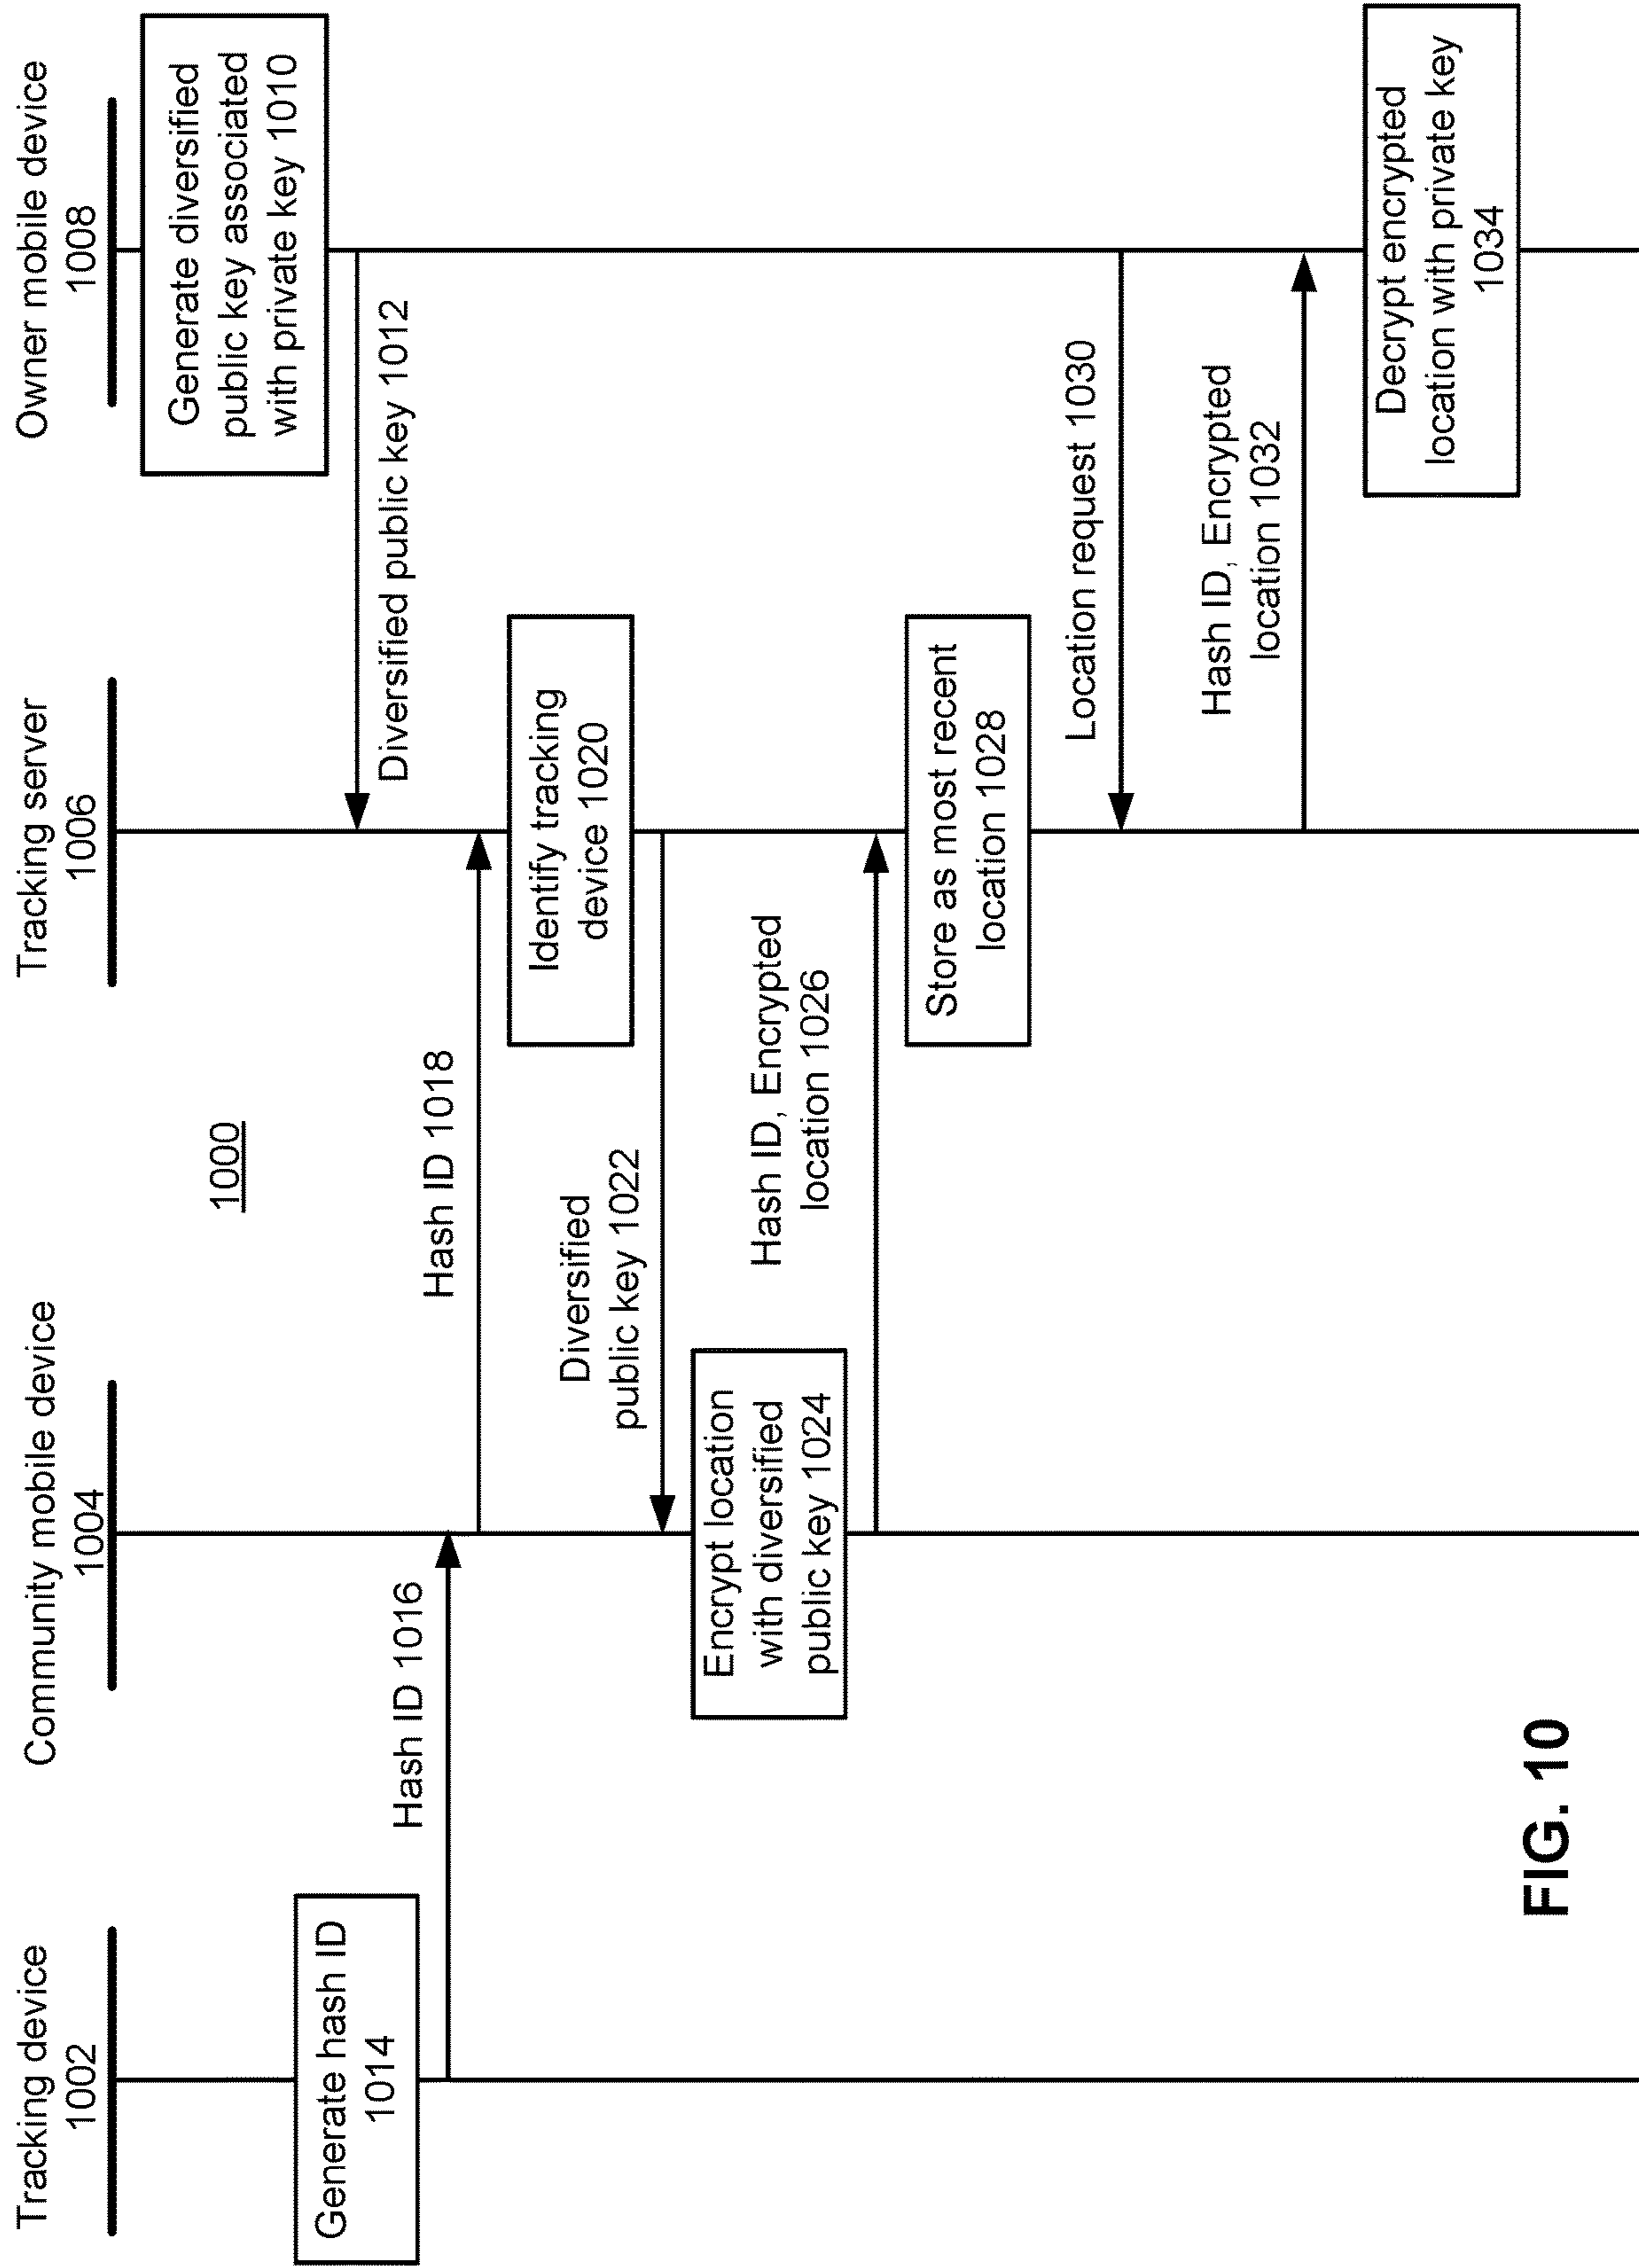 Tracking device
1002
Community mobile device
1004
Tracking server
1006
Owner mobile device
1008
Generate diversified
public key associated
with private key 1010
1000
Diversified public key 1012
Generate hash ID
1014
Hash ID 1016
Hash ID 1018
Identify tracking
device 1020
Diversified
public key 1022
Encrypt location
with diversified
public key 1024
Hash ID, Encrypted
location 1026
Store as most recent
location 1028
Location request 1030
Hash ID, Encrypted
location 1032
Decrypt encrypted
location with private key
1034
FIG. 10